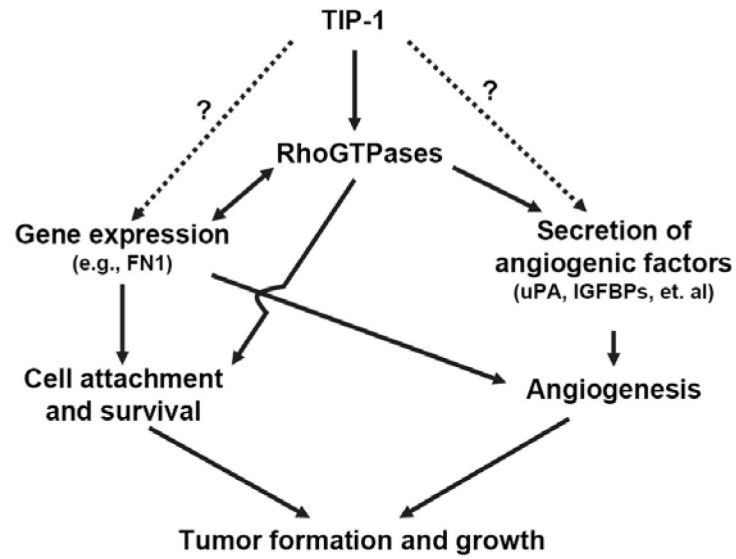 TIP-1
?
?
RhoGTPases
Gene expression
(e.g., FN1)
Secretion of
angiogenic factors
(uPA, IGFBPs, et. al)
Cell attachment
and survival
Angiogenesis
Tumor formation and growth